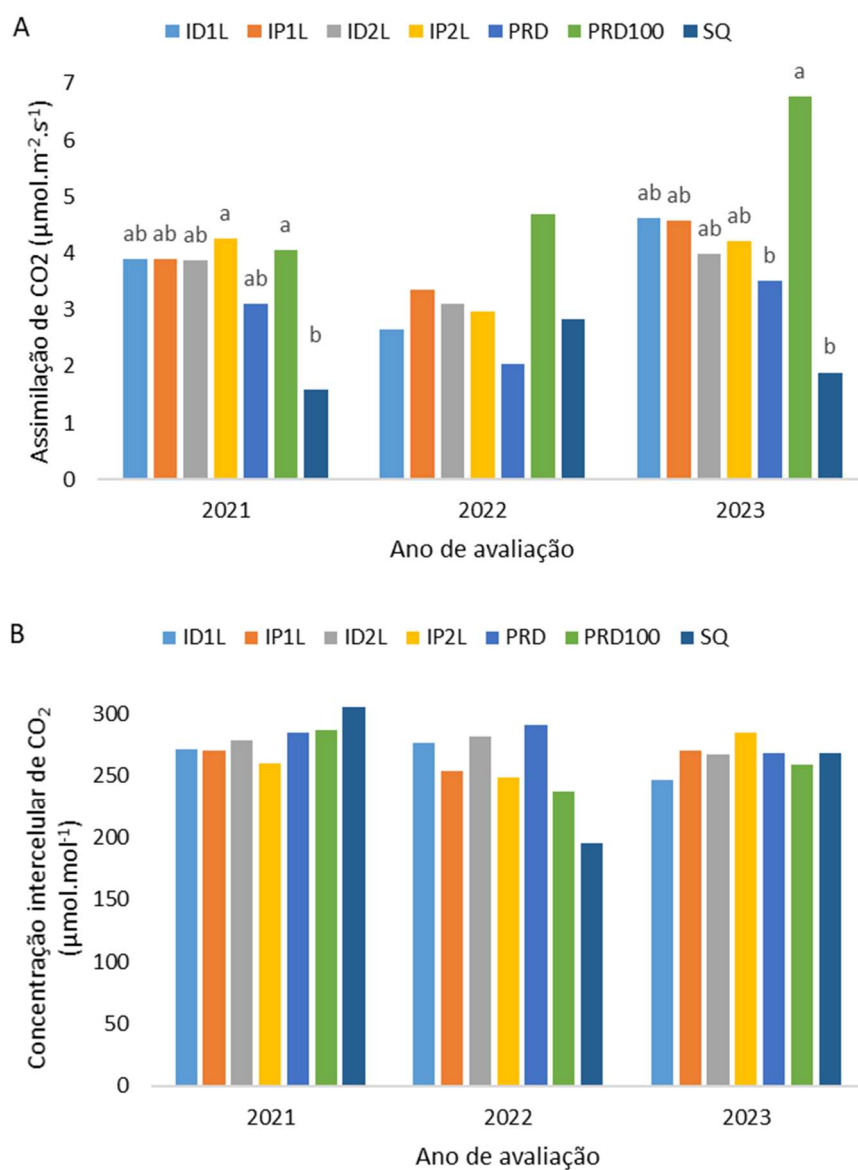 A
ID1L IP1L ID2L IP2L PRD PRD100 SQ
Assimilação de CO2 (µmol.m⁻².s⁻¹)
7
6
5
4
3
2
1
0
ab ab ab a ab a b
ab ab ab ab b a b
2021 2022 2023
Ano de avaliação
B
ID1L IP1L ID2L IP2L PRD PRD100 SQ
Concentração intercelular de CO₂
(µmol.mol⁻¹)
300
250
200
150
100
50
0
2021 2022 2023
Ano de avaliação